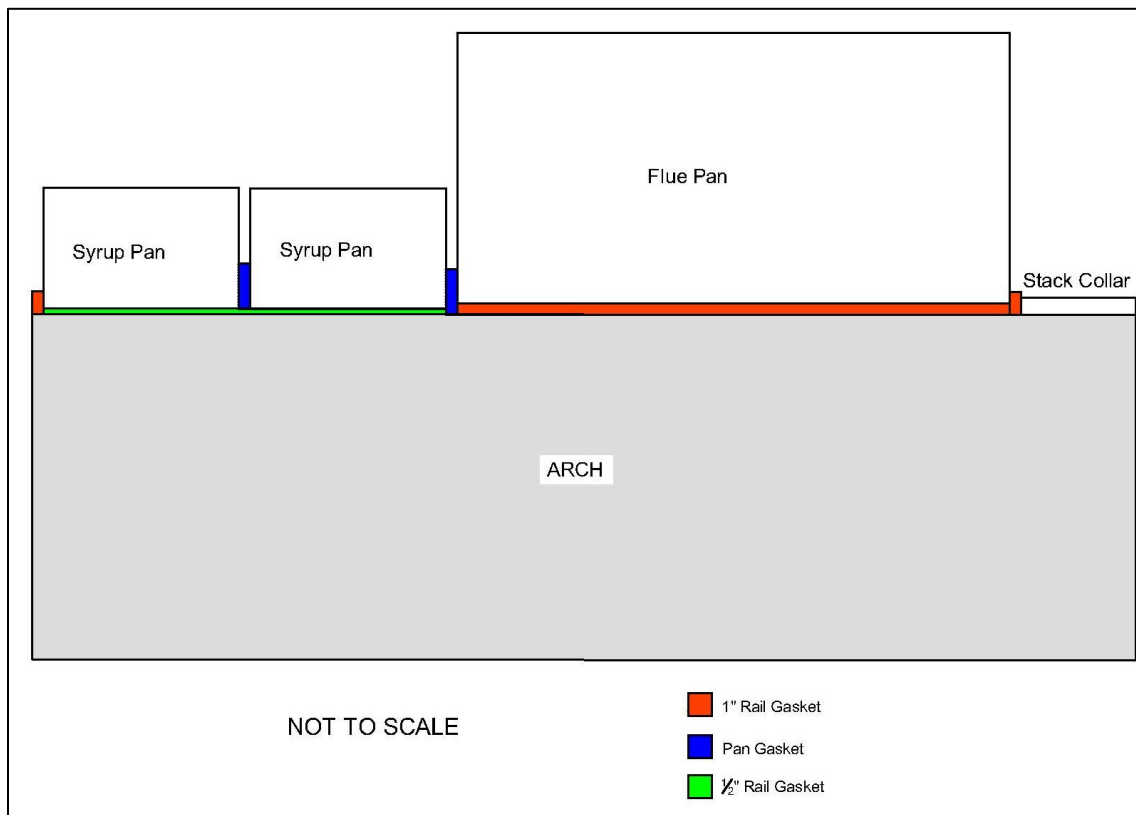 Flue Pan
Syrup Pan
Syrup Pan
Stack Collar
ARCH
NOT TO SCALE
1" Rail Gasket
Pan Gasket
½" Rail Gasket